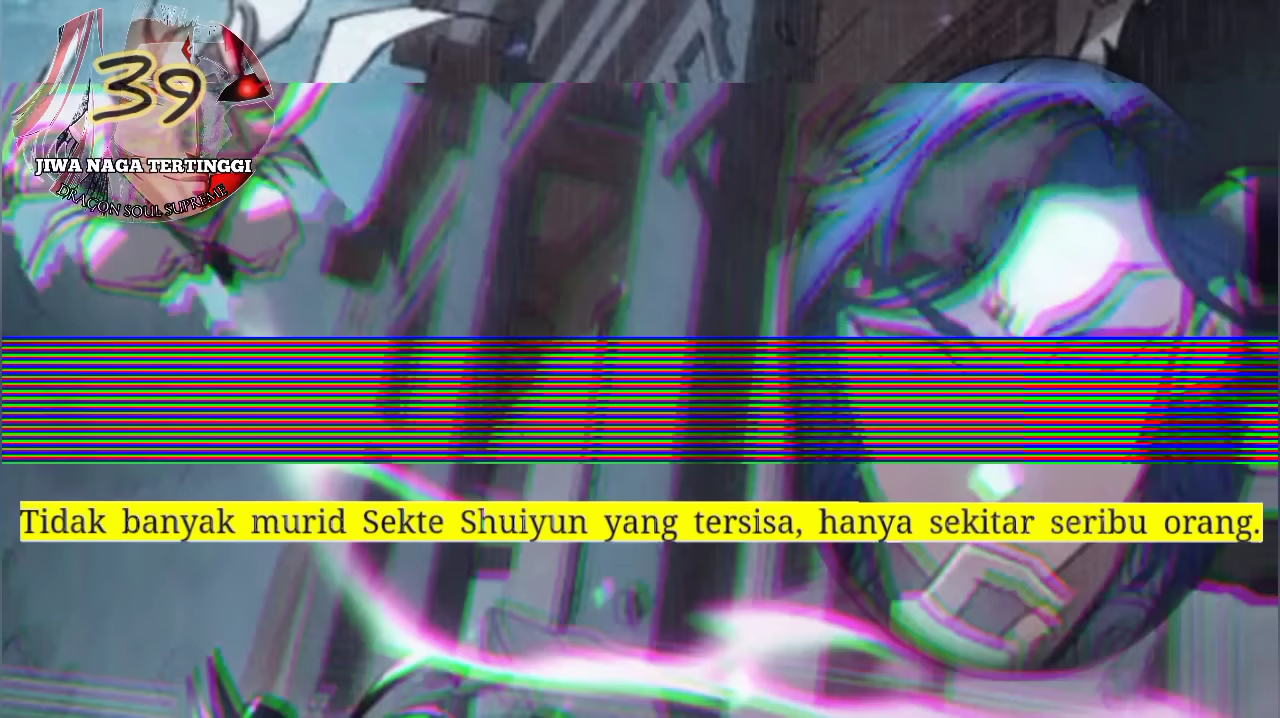 39
JIWA NAGA TERTINGGI
DRAGON SOUL SUPREME
Tidak banyak murid Sekte Shuiyun yang tersisa, hanya sekitar seribu orang.